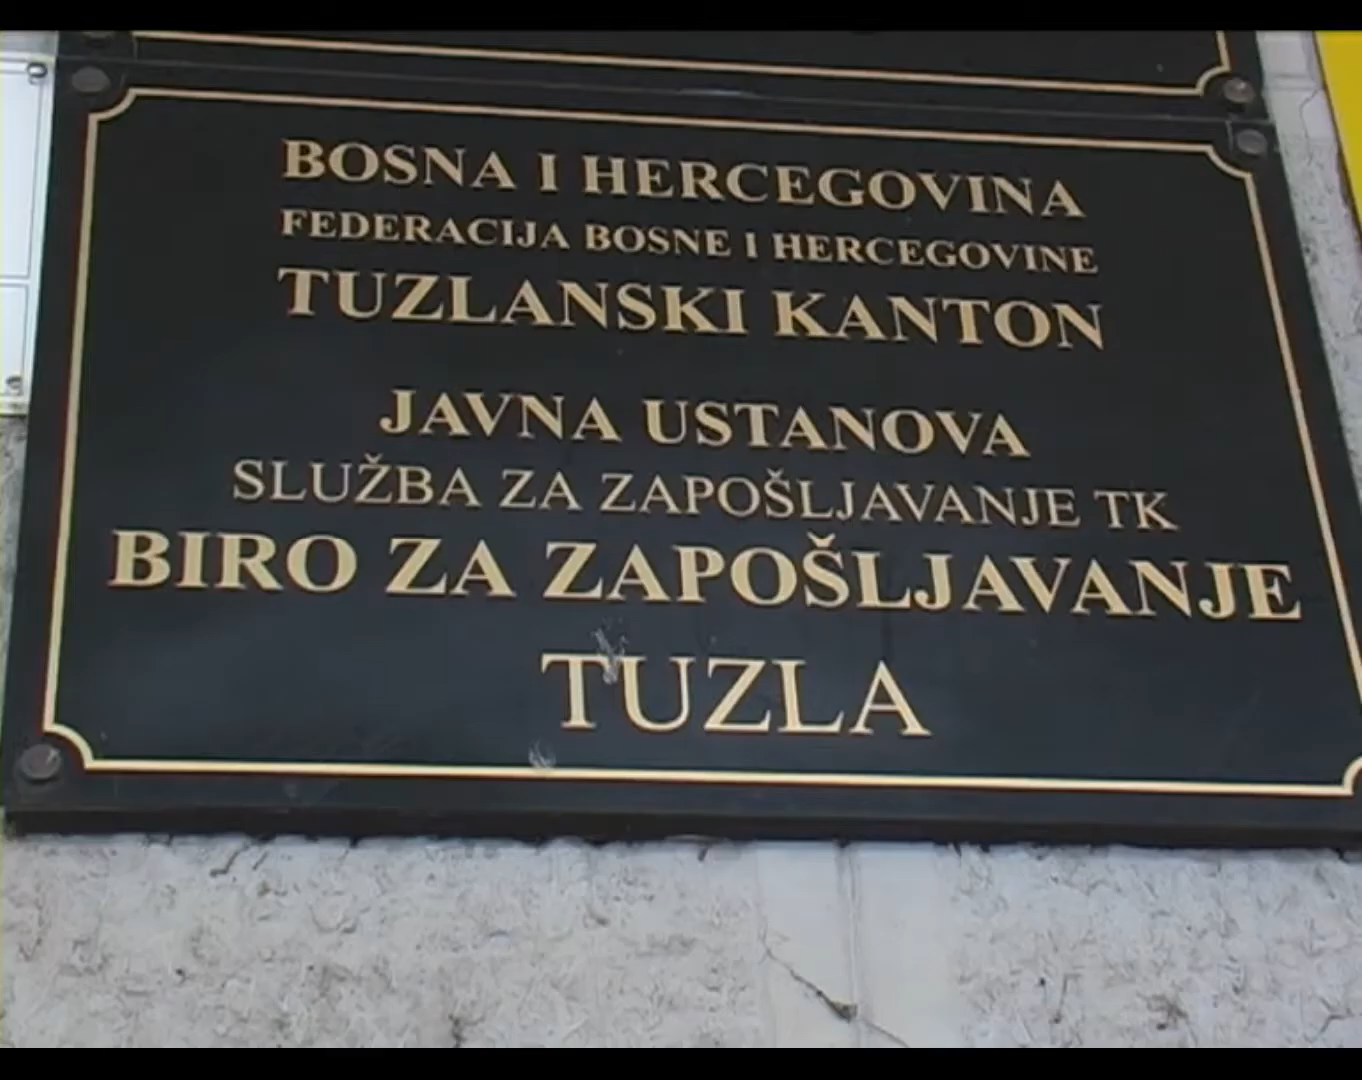 BOSNA I HERCEGOVINA
FEDERACIJA BOSNE I HERCEGOVINE
TUZLANSKI KANTON
JAVNA USTANOVA
SLUŽBA ZA ZAPOŠLJAVANJE TK
BIRO ZA ZAPOŠLJAVANJE
TUZLA